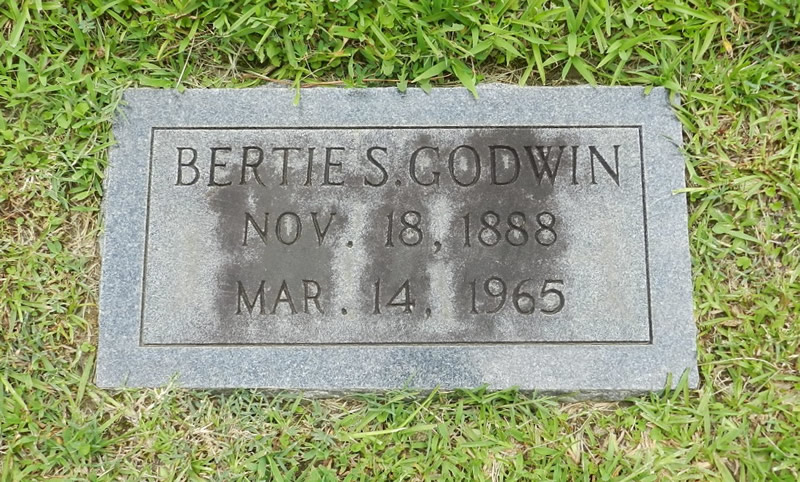 BERTIE S. GODWIN
NOV. 18, 1888
MAR. 14, 1965